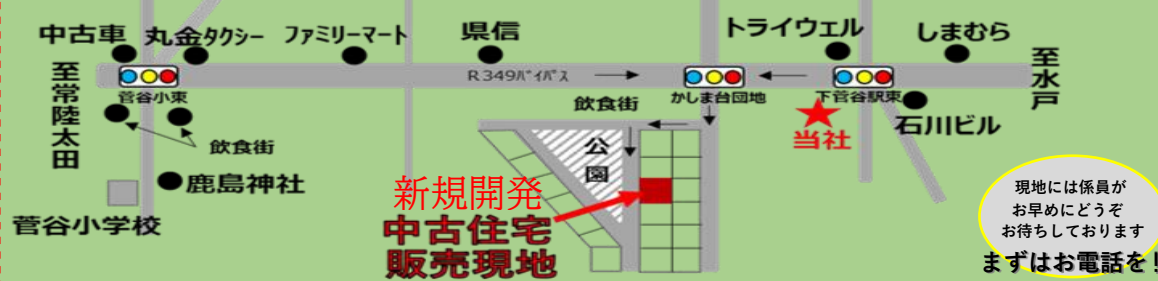 中古車
丸金タクシー
ファミリーマート
県信
トライウェル
しまむら
至常陸太田
菅谷小東
R349バイパス
かしま台団地
下菅谷駅東
至水戸
飲食街
飲食街
当社
石川ビル
公園
鹿島神社
菅谷小学校
新規開発
中古住宅
販売現地
現地には係員が
お早めにどうぞ
お待ちしております
まずはお電話を!